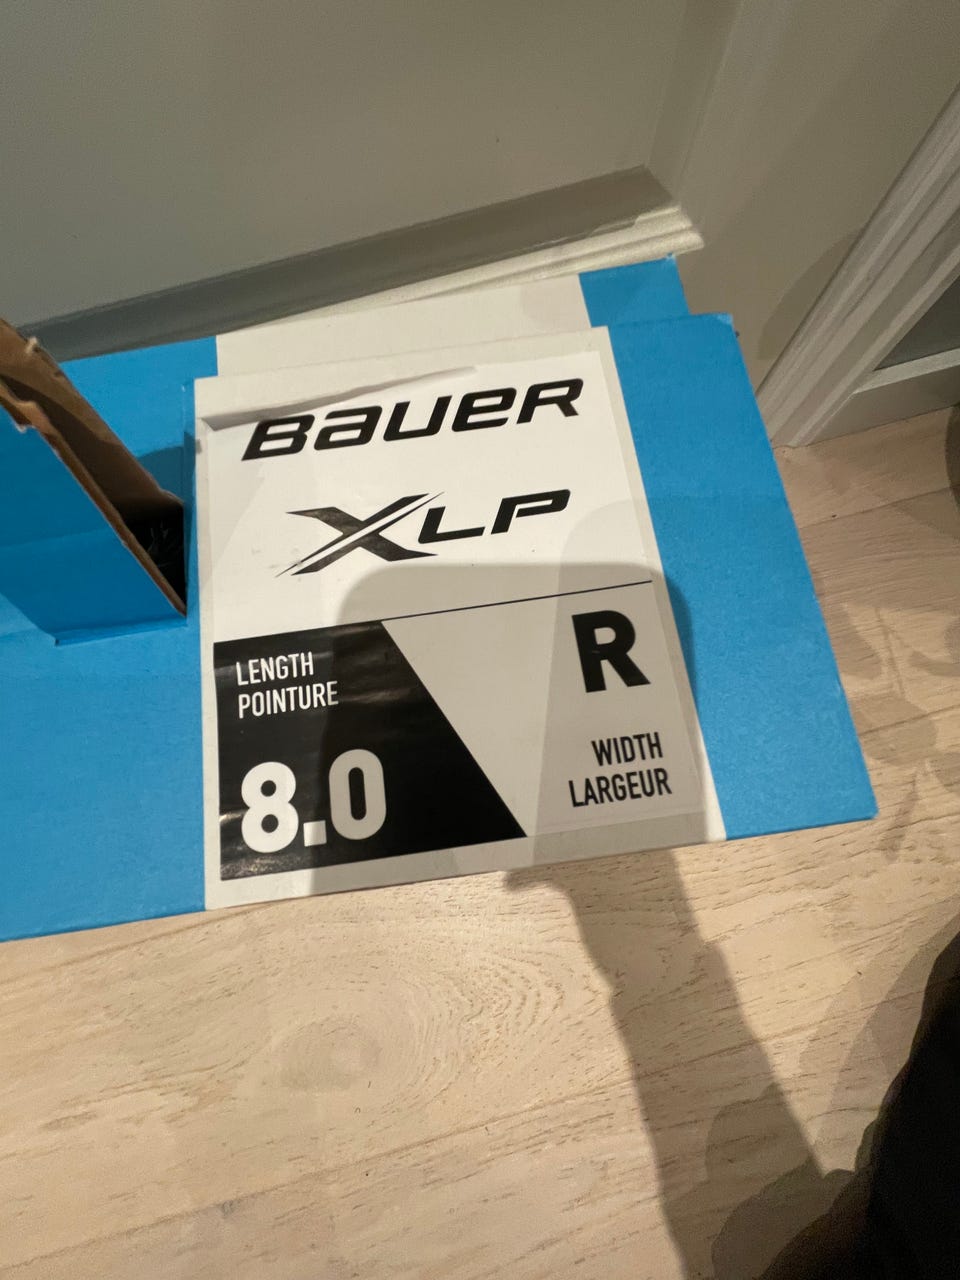 BAUER
XLP
LENGTH
POINTURE
8.0
R
WIDTH
LARGEUR